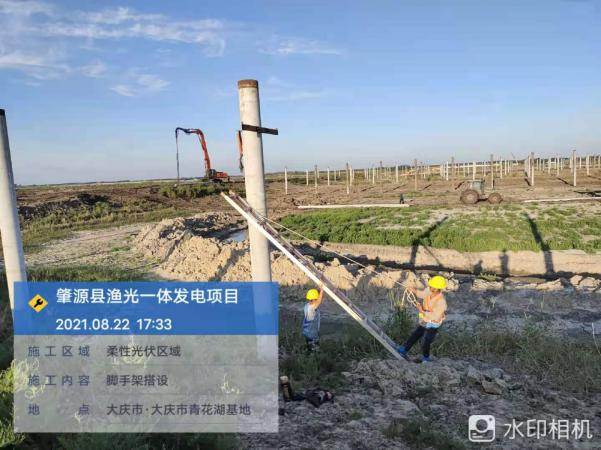 肇源县渔光一体发电项目
2021.08.22 17:33
施工区域 柔性光伏区域
施工内容 脚手架搭设
地点 大庆市·大庆市青花湖基地
水印相机